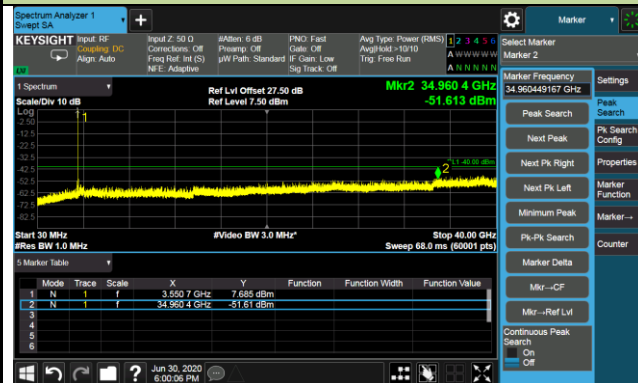 Spectrum Analyzer 1
Swept SA
Marker
KEYSIGHT
Input: RF
Coupling: DC
Align: Auto
Input Z: 50 Ω
Corrections: Off
Freq Ref: Int (S)
NFE: Adaptive
#Atten: 6 dB
Preamp: Off
µW Path: Standard
PNO: Fast
Gate: Off
IF Gain: Low
Sig Track: Off
Avg Type: Power (RMS)
Avg|Hold:>10/10
Trig: Free Run
1 2 3 4 5 6
A W W W W W
A N N N N N
Select Marker
Marker 2
Marker Frequency
34.960449167 GHz
Settings
Peak Search
Next Peak
Next Pk Right
Next Pk Left
Minimum Peak
Pk-Pk Search
Marker Delta
Mkr→CF
Mkr→Ref Lvl
Continuous Peak
Search
On
Off
Peak
Search
Pk Search
Config
Properties
Marker
Function
Marker→
Counter
1 Spectrum
Scale/Div 10 dB
Log
Ref Lvl Offset 27.50 dB
Ref Level 7.50 dBm
Mkr2 34.960 4 GHz
-51.613 dBm
1
2
-2.50
-12.5
-22.5
-32.5
-42.5
-52.5
-62.5
-72.5
-82.5
Start 30 MHz
#Res BW 1.0 MHz
#Video BW 3.0 MHz*
Stop 40.00 GHz
Sweep 68.0 ms (60001 pts)
5 Marker Table
Mode Trace Scale X Y Function Function Width Function Value
1 N 1 f 3.550 7 GHz 7.685 dBm
2 N 1 f 34.960 4 GHz -51.61 dBm
3
4
5
6
?
Jun 30, 2020
6:00:06 PM